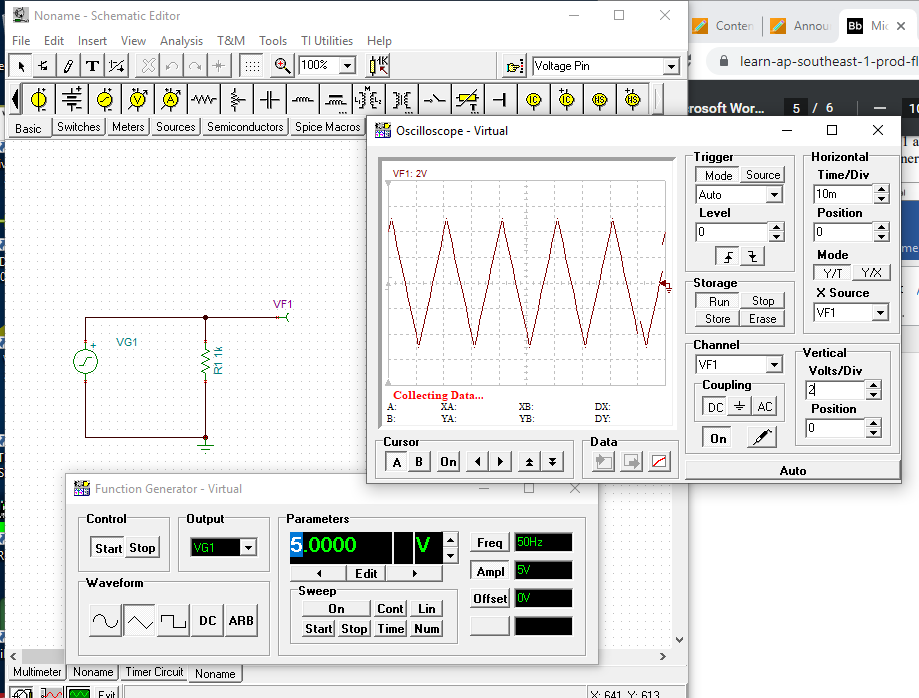 Noname - Schematic Editor
File Edit Insert View Analysis T&M Tools TI Utilities Help
T
100%
1K
Voltage Pin
V A IC IC NS NS
Basic Switches Meters Sources Semiconductors Spice Macros
VF1
VG1
R1 1k
Conten
Annou
Bb Mic
learn-ap-southeast-1-prod-fl
rosoft Wor... 5 / 6
Oscilloscope - Virtual
VF1: 2V
Collecting Data...
A: XA: XB: DX:
B: YA: YB: DY:
Cursor
A B On
Data
Trigger
Mode Source
Auto
Level
0
Storage
Run Stop
Store Erase
Channel
VF1
Coupling
DC AC
On
Horizontal
Time/Div
10m
Position
0
Mode
Y/T Y/X
X Source
VF1
Vertical
Volts/Div
2
Position
0
Auto
Function Generator - Virtual
Control
Start Stop
Output
VG1
Waveform
DC ARB
Parameters
5.0000 V
Edit
Sweep
On Cont Lin
Start Stop Time Num
Freq 50Hz
Ampl 5V
Offset 0V
Multimeter Noname Timer Circuit Noname
Exit
X: 641 Y: 613